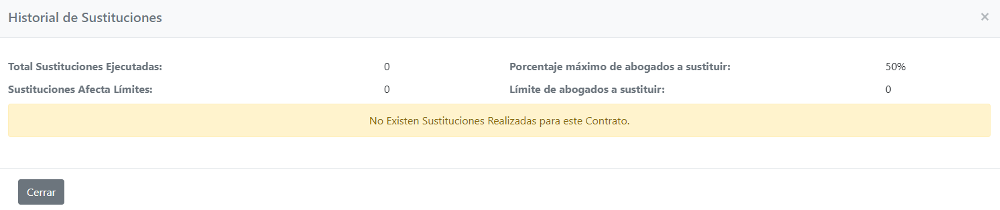 Historial de Sustituciones ×
Total Sustituciones Ejecutadas: 0 Porcentaje máximo de abogados a sustituir: 50%
Sustituciones Afecta Límites: 0 Límite de abogados a sustituir: 0
No Existen Sustituciones Realizadas para este Contrato.
Cerrar